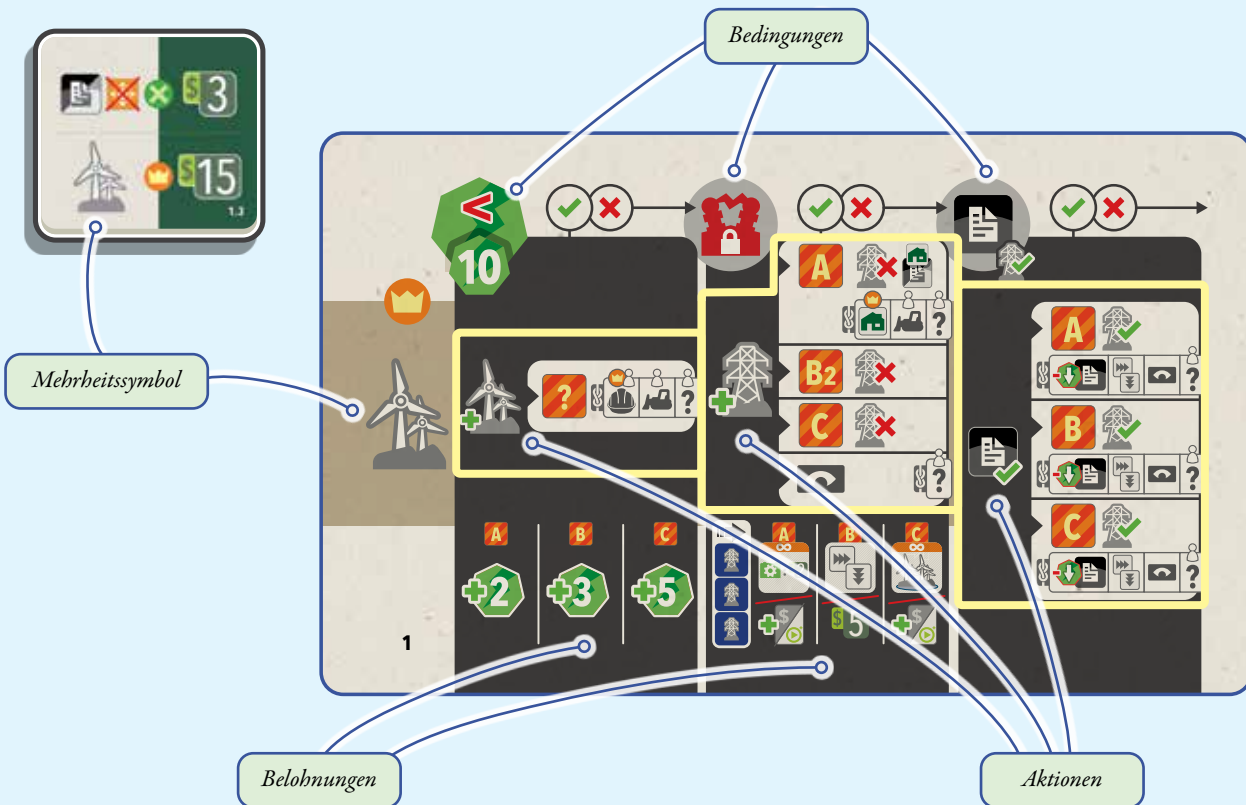 Bedingungen
$3
$15
1.3
<
10
A
Mehrheitssymbol
?
?
?
B2
C
?
A
?
B
?
C
?
A
B
C
+2
+3
+5
A
B
C
$
$5
$
1
Belohnungen
Aktionen